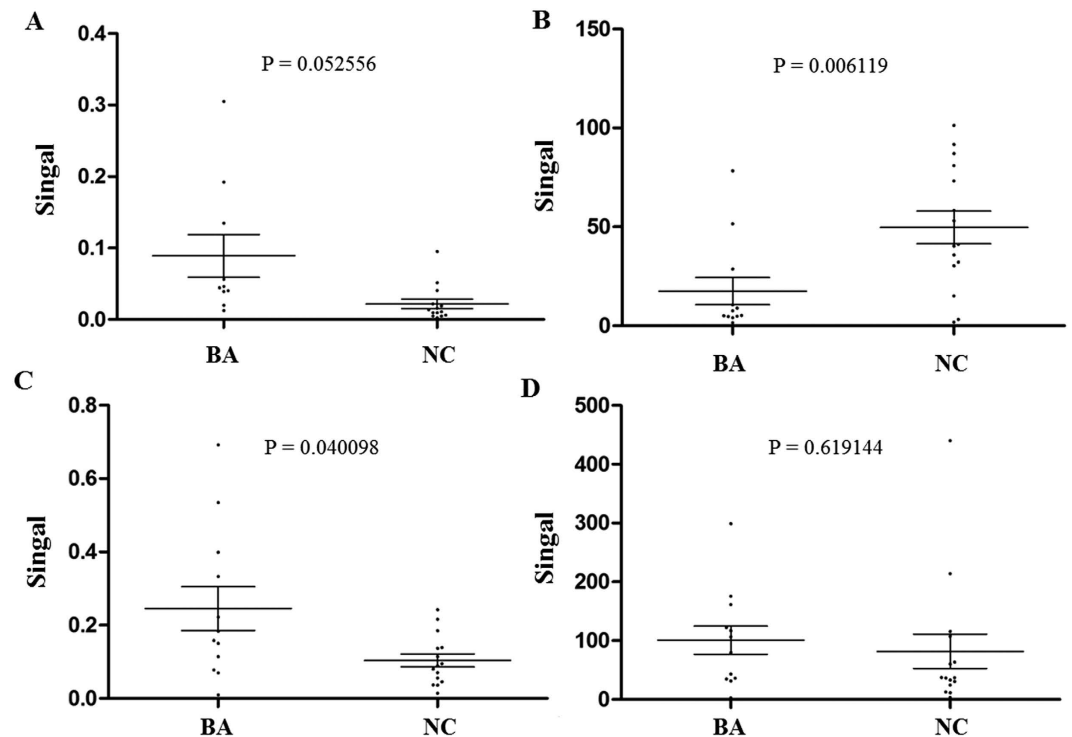 A
0.4
0.3
0.2
0.1
0.0
Singal
P = 0.052556
BA NC
B
150
100
50
0
Singal
P = 0.006119
BA NC
C
0.8
0.6
0.4
0.2
0.0
Singal
P = 0.040098
BA NC
D
500
400
300
200
100
0
Singal
P = 0.619144
BA NC